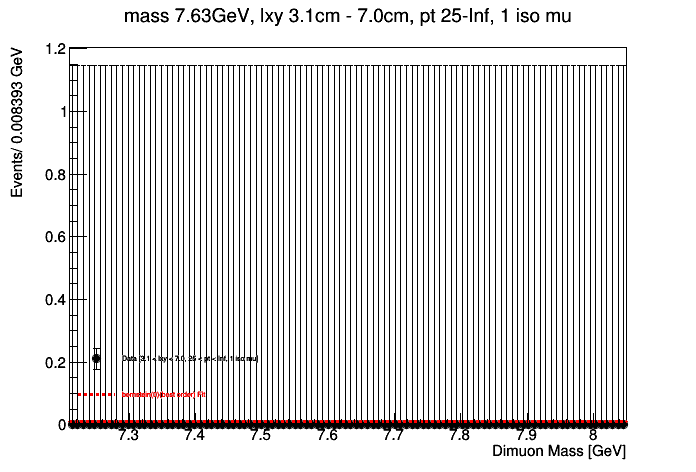 mass 7.63GeV, lxy 3.1cm - 7.0cm, pt 25-Inf, 1 iso mu
Events/ 0.008393 GeV
1.2
1
0.8
0.6
0.4
0.2
0
Data (3.1 < lxy < 7.0, 25 < pt < Inf, 1 iso mu)
7.3 7.4 7.5 7.6 7.7 7.8 7.9 8
Dimuon Mass [GeV]